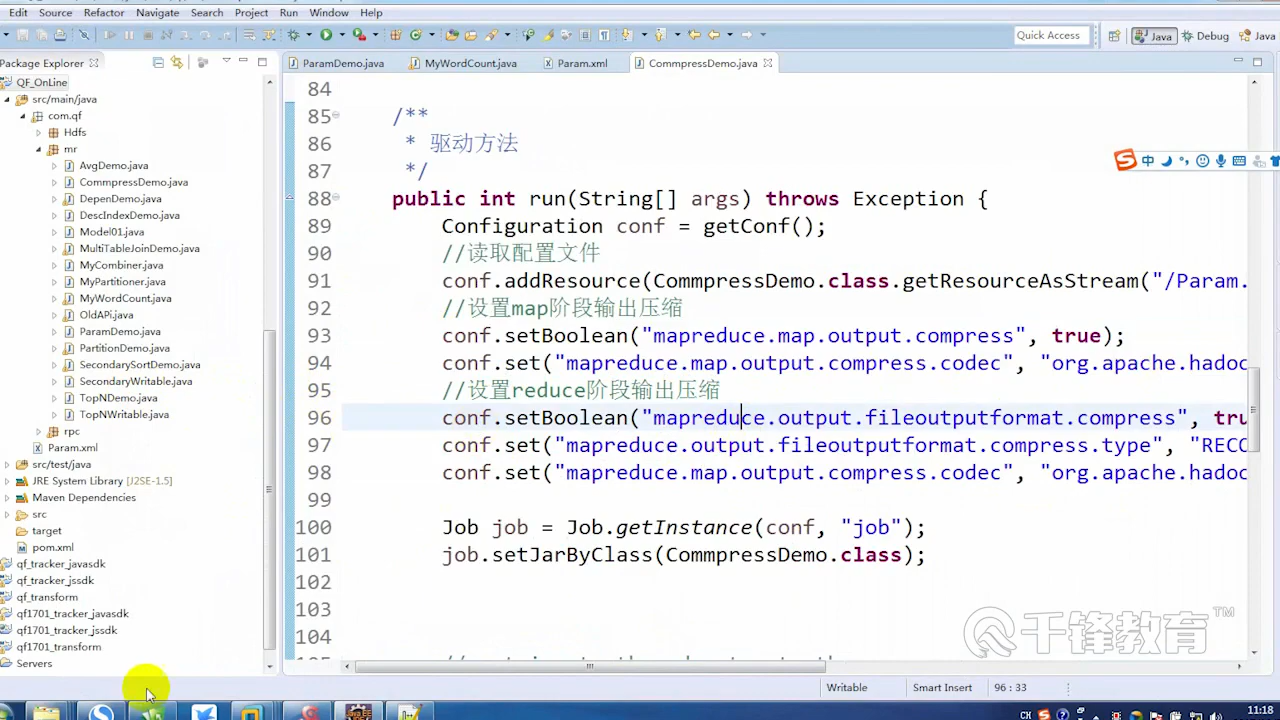 Edit Source Refactor Navigate Search Project Run Window Help
Quick Access Java Debug Java
Package Explorer
ParamDemo.java MyWordCount.java Param.xml CommpressDemo.java
QF_OnLine
src/main/java
com.qf
Hdfs
mr
AvgDemo.java
CommpressDemo.java
DepenDemo.java
DescIndexDemo.java
Model01.java
MultiTableJoinDemo.java
MyCombiner.java
MyPartitioner.java
MyWordCount.java
OldAPi.java
ParamDemo.java
PartitionDemo.java
SecondarySortDemo.java
SecondaryWritable.java
TopNDemo.java
TopNWritable.java
rpc
Param.xml
src/test/java
JRE System Library [J2SE-1.5]
Maven Dependencies
src
target
pom.xml
qf_tracker_javasdk
qf_tracker_jssdk
qf_transform
qf1701_tracker_javasdk
qf1701_tracker_jssdk
qf1701_transform
Servers
84
85 /**
86 * 驱动方法
87 */
88 public int run(String[] args) throws Exception {
89 Configuration conf = getConf();
90 //读取配置文件
91 conf.addResource(CommpressDemo.class.getResourceAsStream("/Param.
92 //设置map阶段输出压缩
93 conf.setBoolean("mapreduce.map.output.compress", true);
94 conf.set("mapreduce.map.output.compress.codec", "org.apache.hadoc
95 //设置reduce阶段输出压缩
96 conf.setBoolean("mapreduce.output.fileoutputformat.compress", tru
97 conf.set("mapreduce.output.fileoutputformat.compress.type", "RECO
98 conf.set("mapreduce.map.output.compress.codec", "org.apache.hadoc
99
100 Job job = Job.getInstance(conf, "job");
101 job.setJarByClass(CommpressDemo.class);
102
103
104
中
千锋教育™
Writable Smart Insert 96 : 33
CH 11:18